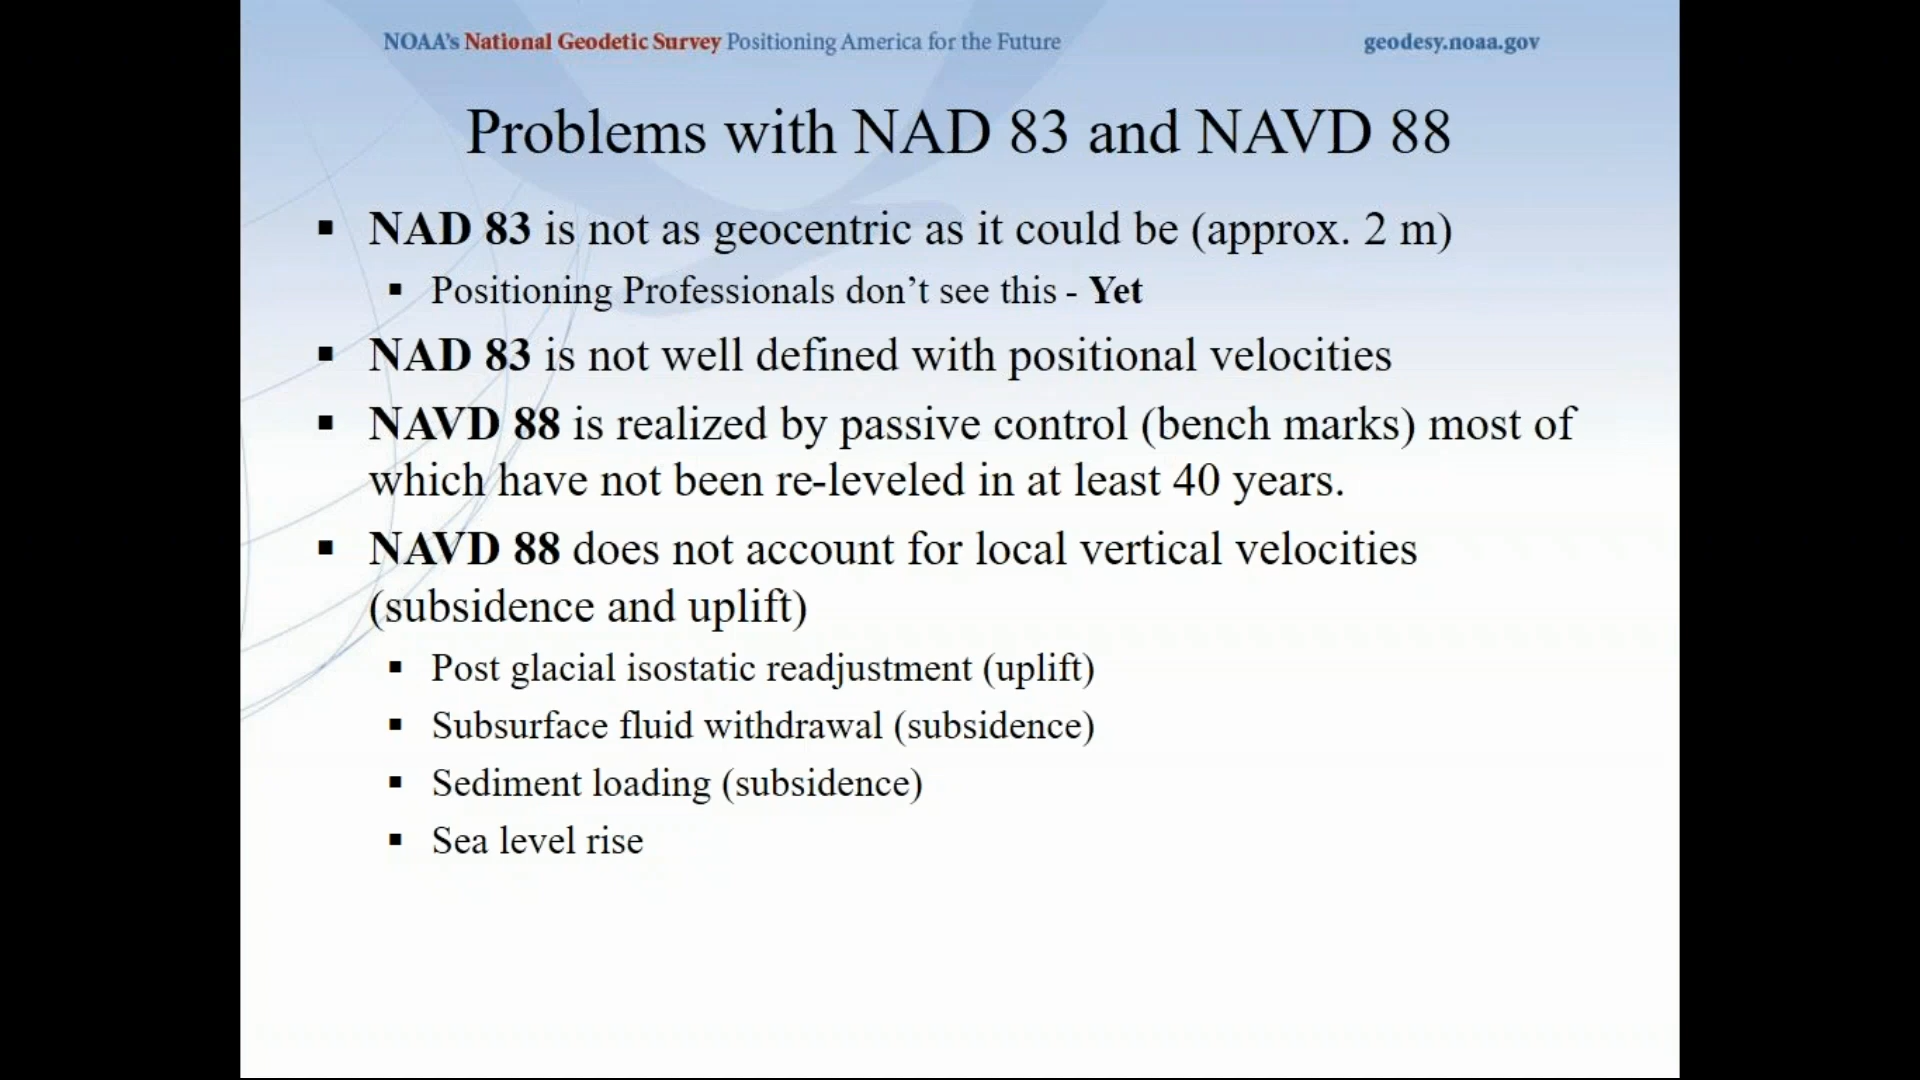 NOAA's National Geodetic Survey Positioning America for the Future
geodesy.noaa.gov
Problems with NAD 83 and NAVD 88
▪ NAD 83 is not as geocentric as it could be (approx. 2 m)
▪ Positioning Professionals don’t see this - Yet
▪ NAD 83 is not well defined with positional velocities
▪ NAVD 88 is realized by passive control (bench marks) most of
which have not been re-leveled in at least 40 years.
▪ NAVD 88 does not account for local vertical velocities
(subsidence and uplift)
▪ Post glacial isostatic readjustment (uplift)
▪ Subsurface fluid withdrawal (subsidence)
▪ Sediment loading (subsidence)
▪ Sea level rise